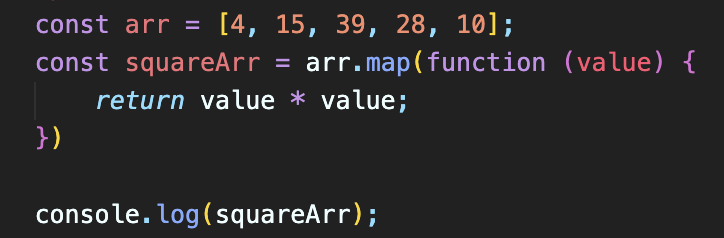 const arr = [4, 15, 39, 28, 10];
const squareArr = arr.map(function (value) {
    return value * value;
})

console.log(squareArr);